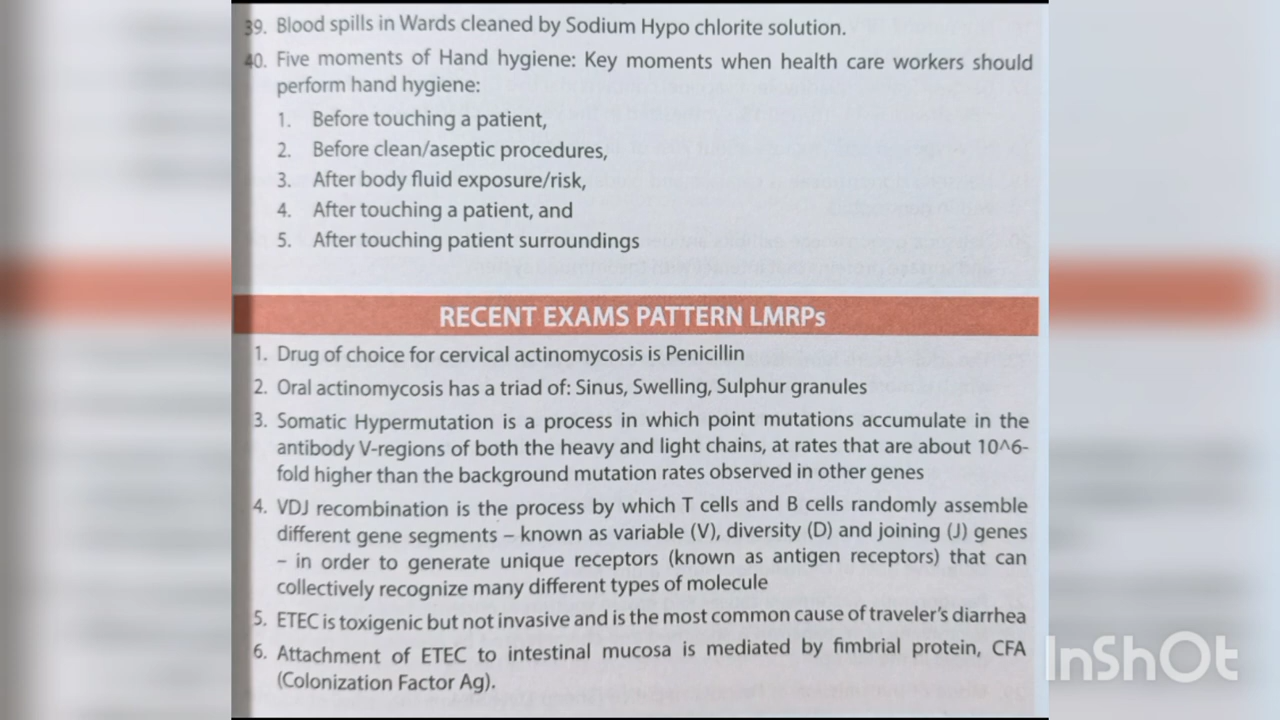 39. Blood spills in Wards cleaned by Sodium Hypo chlorite solution.
40. Five moments of Hand hygiene: Key moments when health care workers should
perform hand hygiene:
1. Before touching a patient,
2. Before clean/aseptic procedures,
3. After body fluid exposure/risk,
4. After touching a patient, and
5. After touching patient surroundings
RECENT EXAMS PATTERN LMRPs
1. Drug of choice for cervical actinomycosis is Penicillin
2. Oral actinomycosis has a triad of: Sinus, Swelling, Sulphur granules
3. Somatic Hypermutation is a process in which point mutations accumulate in the
antibody V-regions of both the heavy and light chains, at rates that are about 10^6-
fold higher than the background mutation rates observed in other genes
4. VDJ recombination is the process by which T cells and B cells randomly assemble
different gene segments – known as variable (V), diversity (D) and joining (J) genes
– in order to generate unique receptors (known as antigen receptors) that can
collectively recognize many different types of molecule
5. ETEC is toxigenic but not invasive and is the most common cause of traveler's diarrhea
6. Attachment of ETEC to intestinal mucosa is mediated by fimbrial protein, CFA
(Colonization Factor Ag).
InShOt